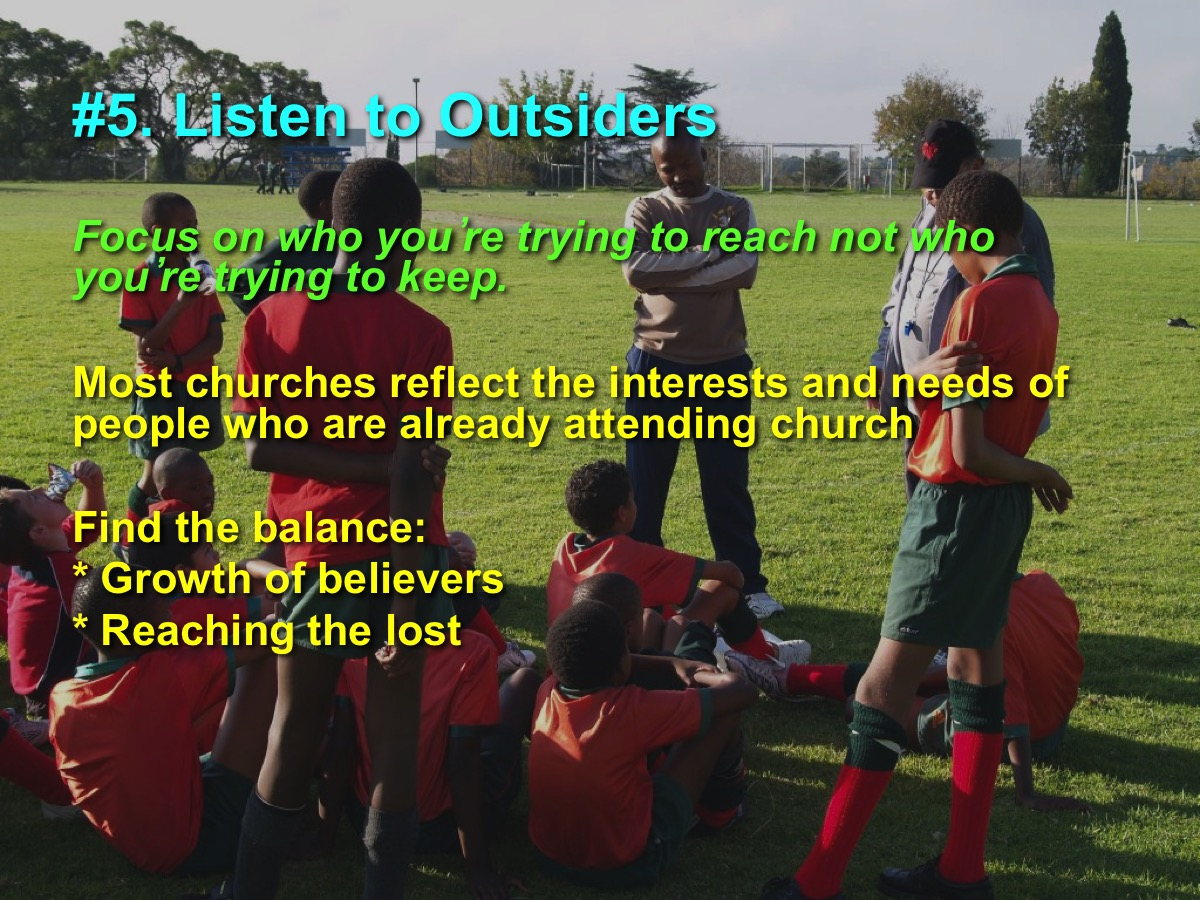 #5. Listen to Outsiders
Focus on who you’re trying to reach not who
you’re trying to keep.
Most churches reflect the interests and needs of
people who are already attending church
Find the balance:
* Growth of believers
* Reaching the lost